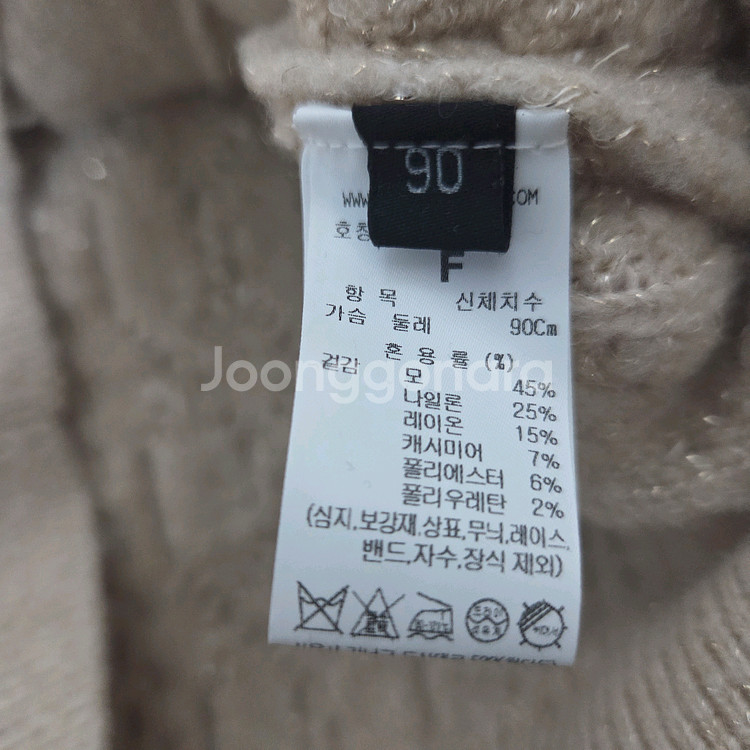 90
WWW. .COM
F
항 목 신체치수
가슴 둘레 90Cm
혼 용 률 (%)
겉감
모 45%
나일론 25%
레이온 15%
캐시미어 7%
폴리에스터 6%
폴리우레탄 2%
(심지,보강재,상표,무늬,레이스,
밴드,자수,장식 제외)
드라이
Joonggonara